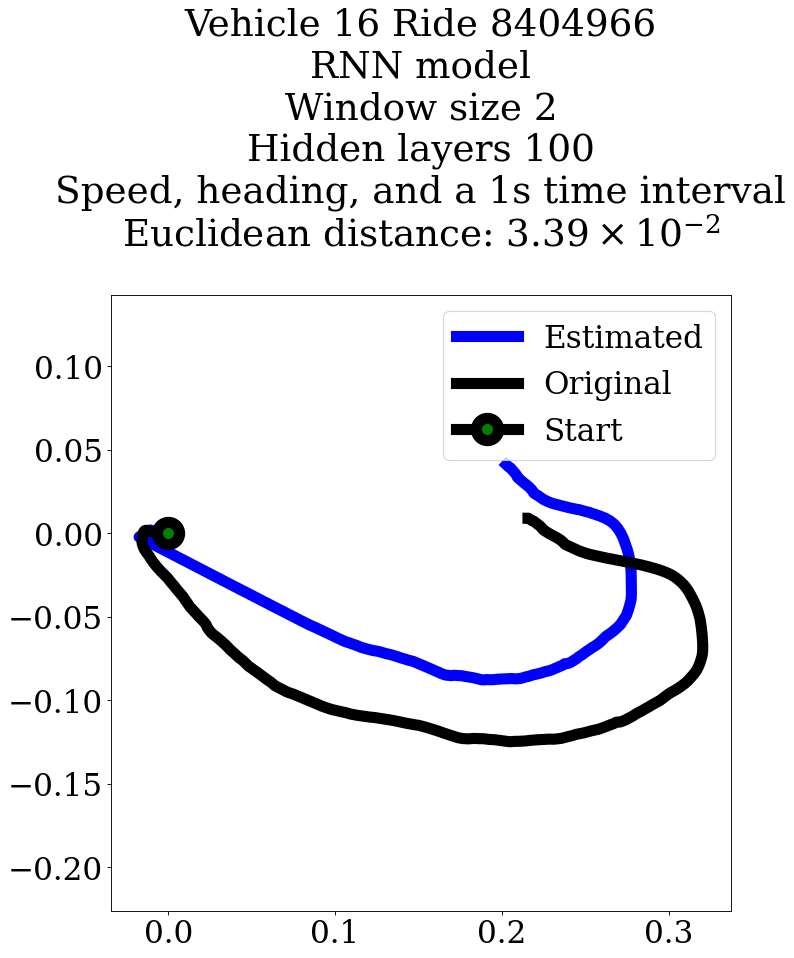 Vehicle 16 Ride 8404966
RNN model
Window size 2
Hidden layers 100
Speed, heading, and a 1s time interval
Euclidean distance: 3.39 × 10⁻²
Estimated
Original
Start
0.10
0.05
0.00
−0.05
−0.10
−0.15
−0.20
0.0 0.1 0.2 0.3